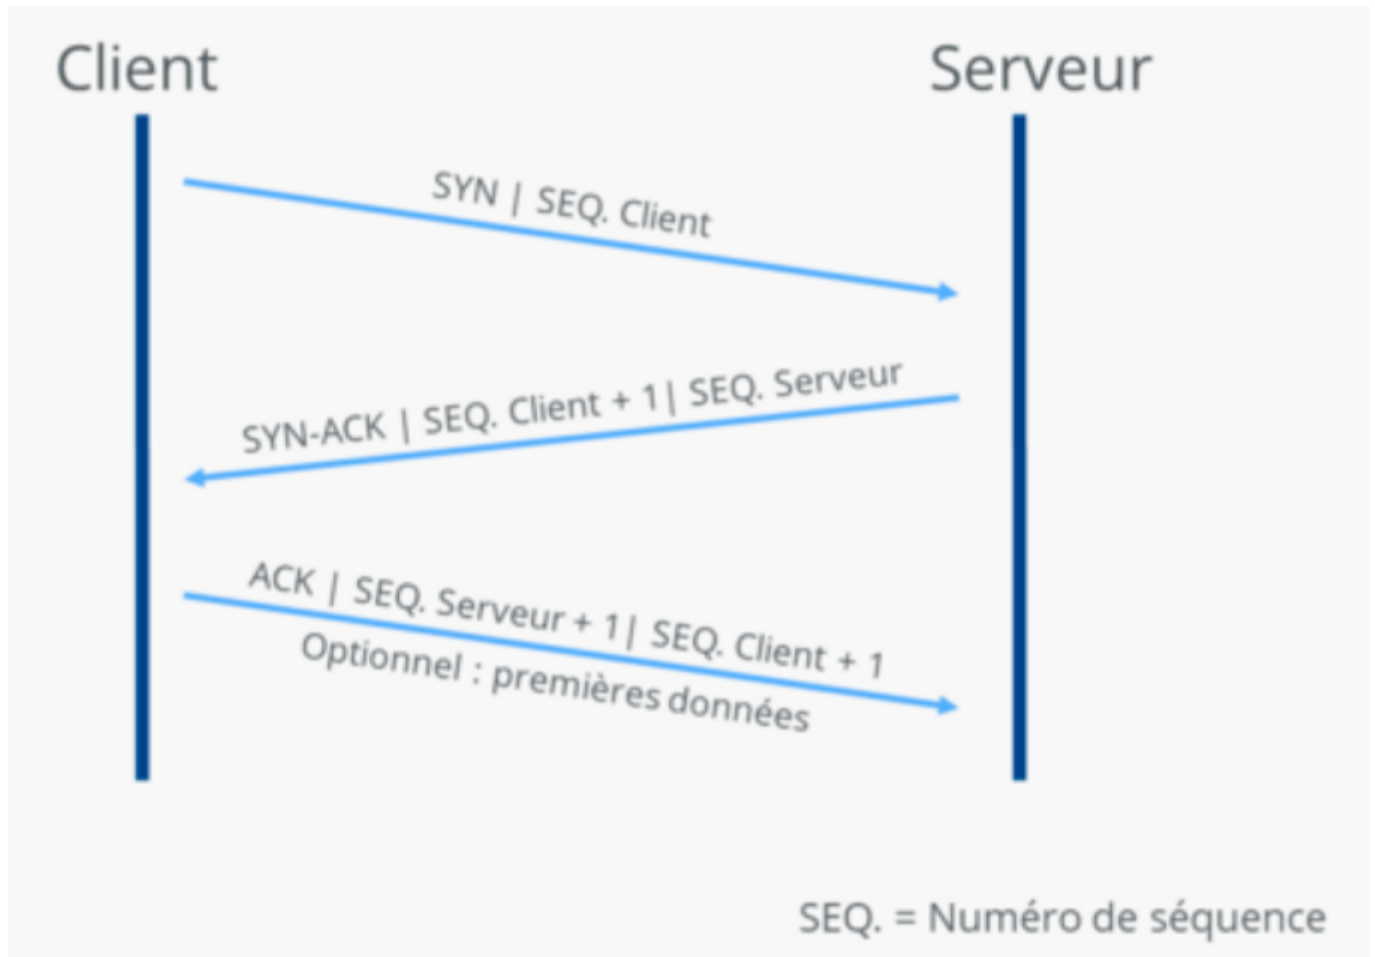 Client
Serveur
SYN | SEQ. Client
SYN-ACK | SEQ. Client + 1| SEQ. Serveur
ACK | SEQ. Serveur + 1| SEQ. Client + 1
Optionnel : premières données
SEQ. = Numéro de séquence